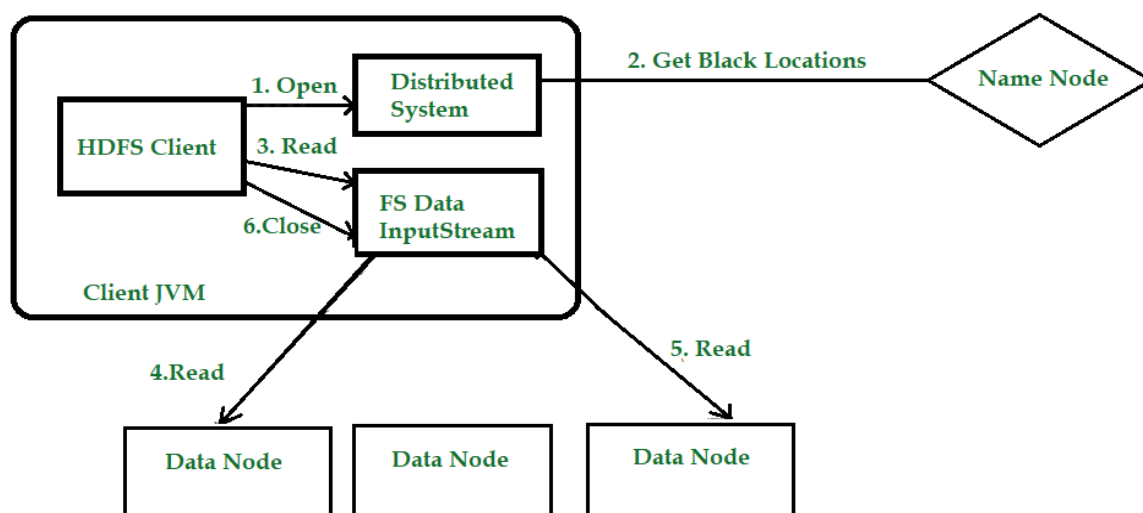 2. Get Black Locations
Distributed
System
1. Open
Name Node
HDFS Client
3. Read
FS Data
InputStream
6.Close
Client JVM
4.Read
5. Read
Data Node
Data Node
Data Node